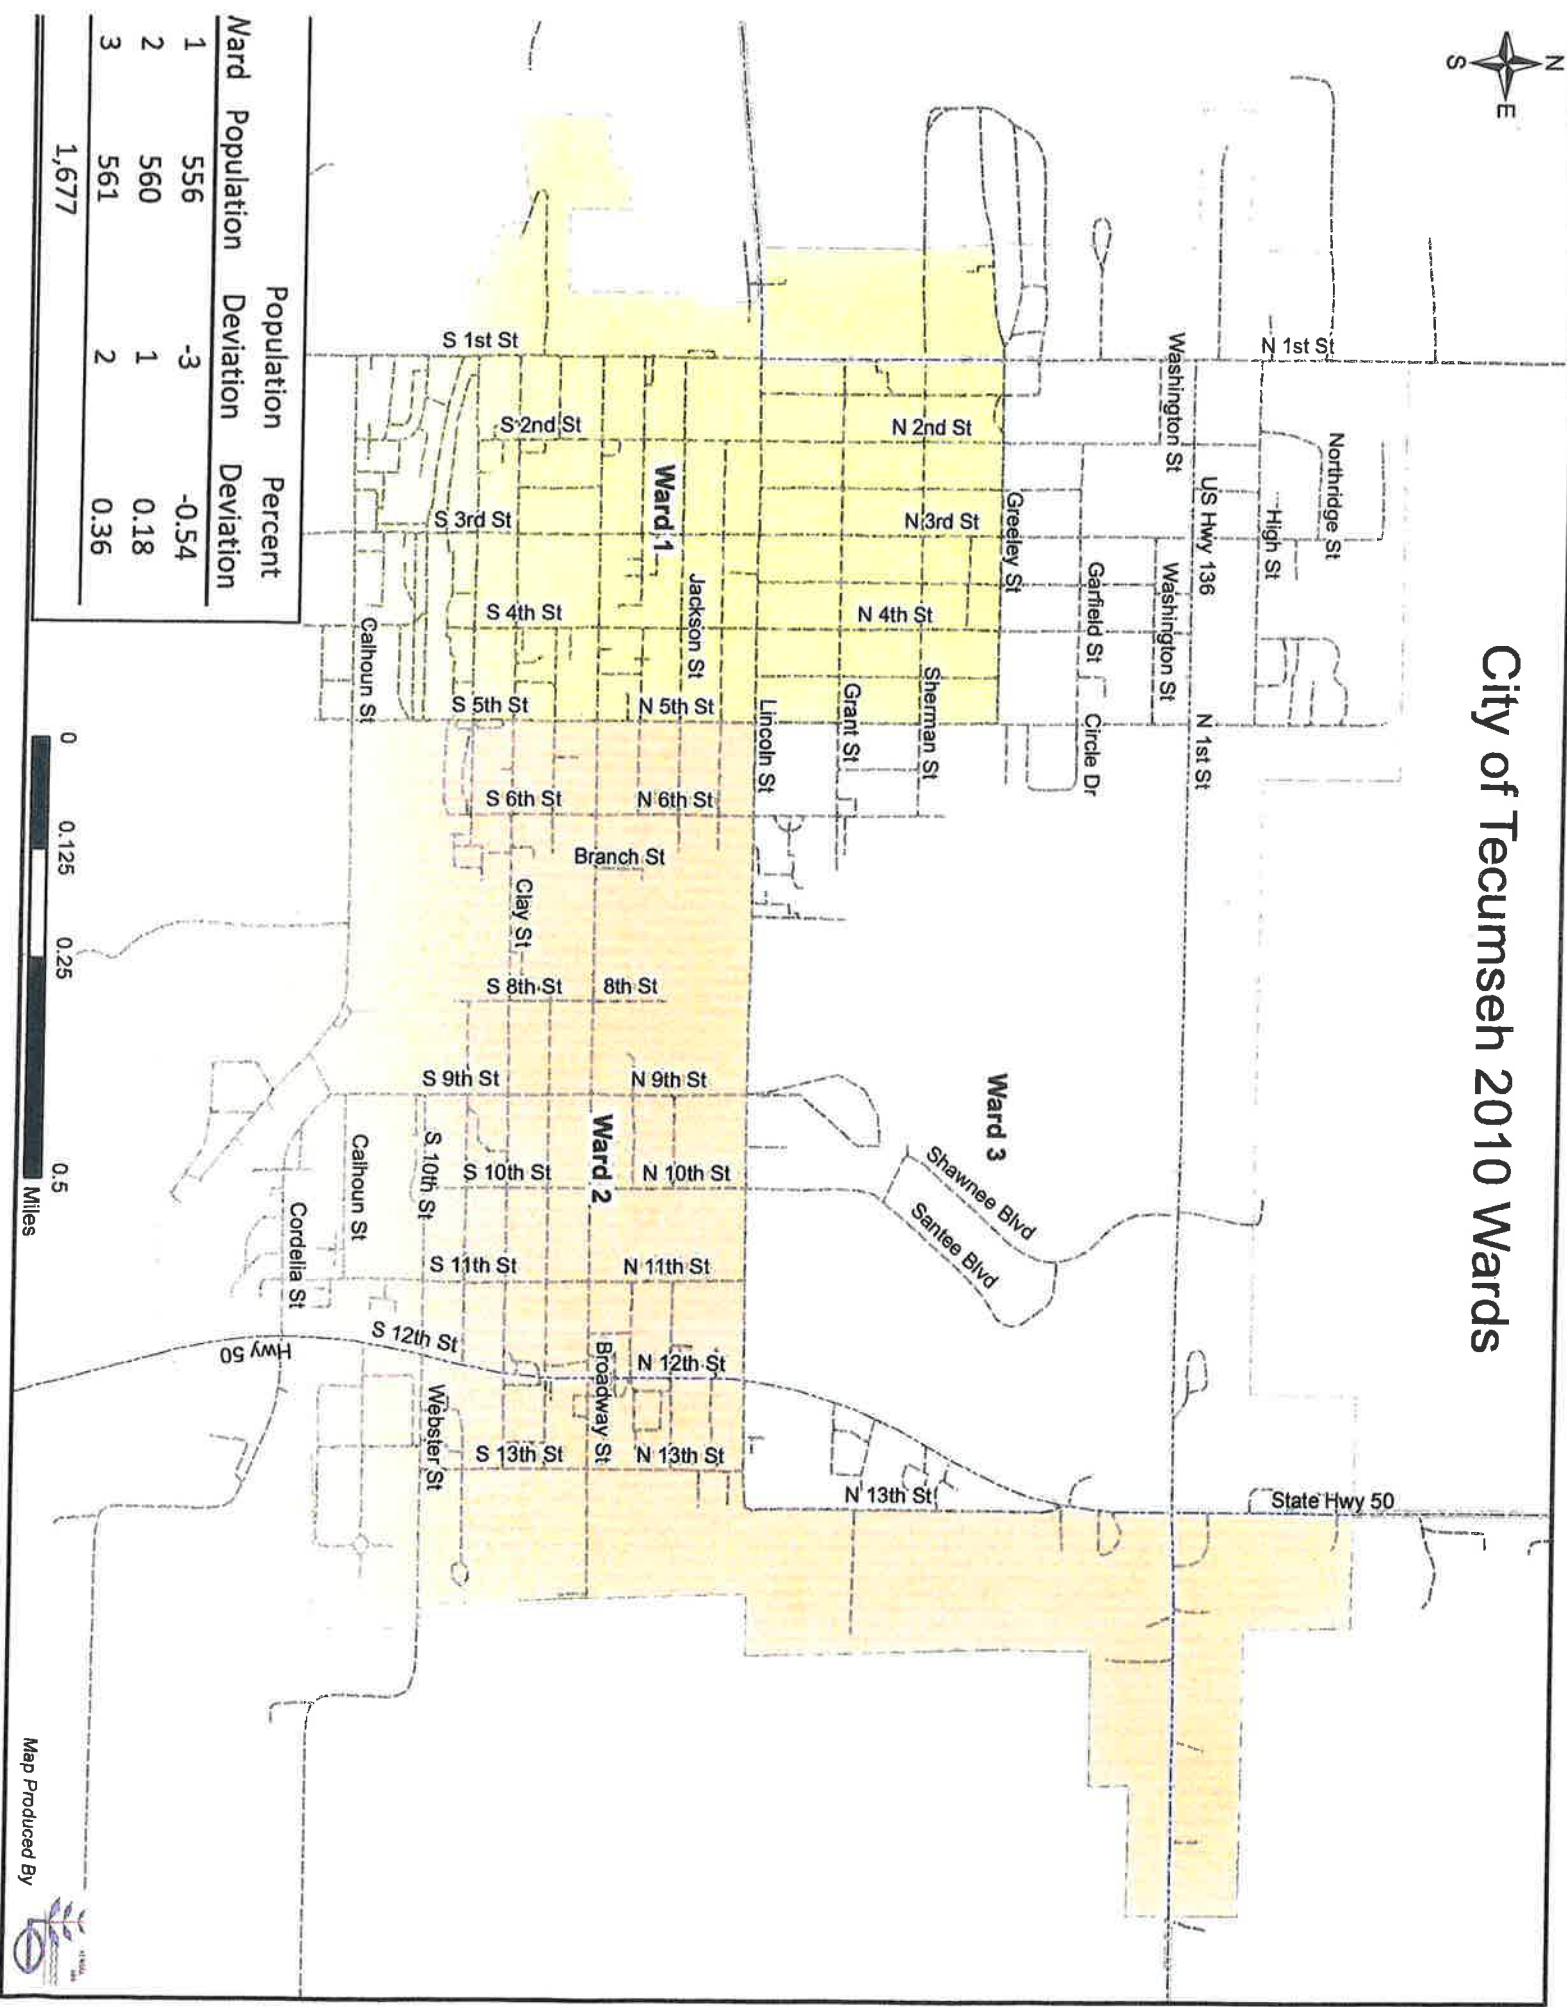 City of Tecumseh 2010 Wards
N
E
S
N 1st St
Northridge St
High St
US Hwy 136
N 1st St
Washington St
Washington St
Garfield St
Circle Dr
Greeley St
N 2nd St
N 3rd St
N 4th St
Sherman St
Grant St
Lincoln St
Ward 3
Shawnee Blvd
Santee Blvd
State Hwy 50
N 13th St
Ward 1
Jackson St
S 1st St
S 2nd St
S 3rd St
S 4th St
S 5th St
N 5th St
Calhoun St
S 6th St
N 6th St
Branch St
Clay St
S 8th St
8th St
S 9th St
N 9th St
Ward 2
S 10th St
S 10th St
N 10th St
Calhoun St
Cordelia St
S 11th St
N 11th St
S 12th St
N 12th St
Hwy 50
Broadway St
Webster St
S 13th St
N 13th St
Population Percent
Ward Population Deviation Deviation
1 556 -3 -0.54
2 560 1 0.18
3 561 2 0.36
1,677
0 0.125 0.25 0.5
Miles
Map Produced By